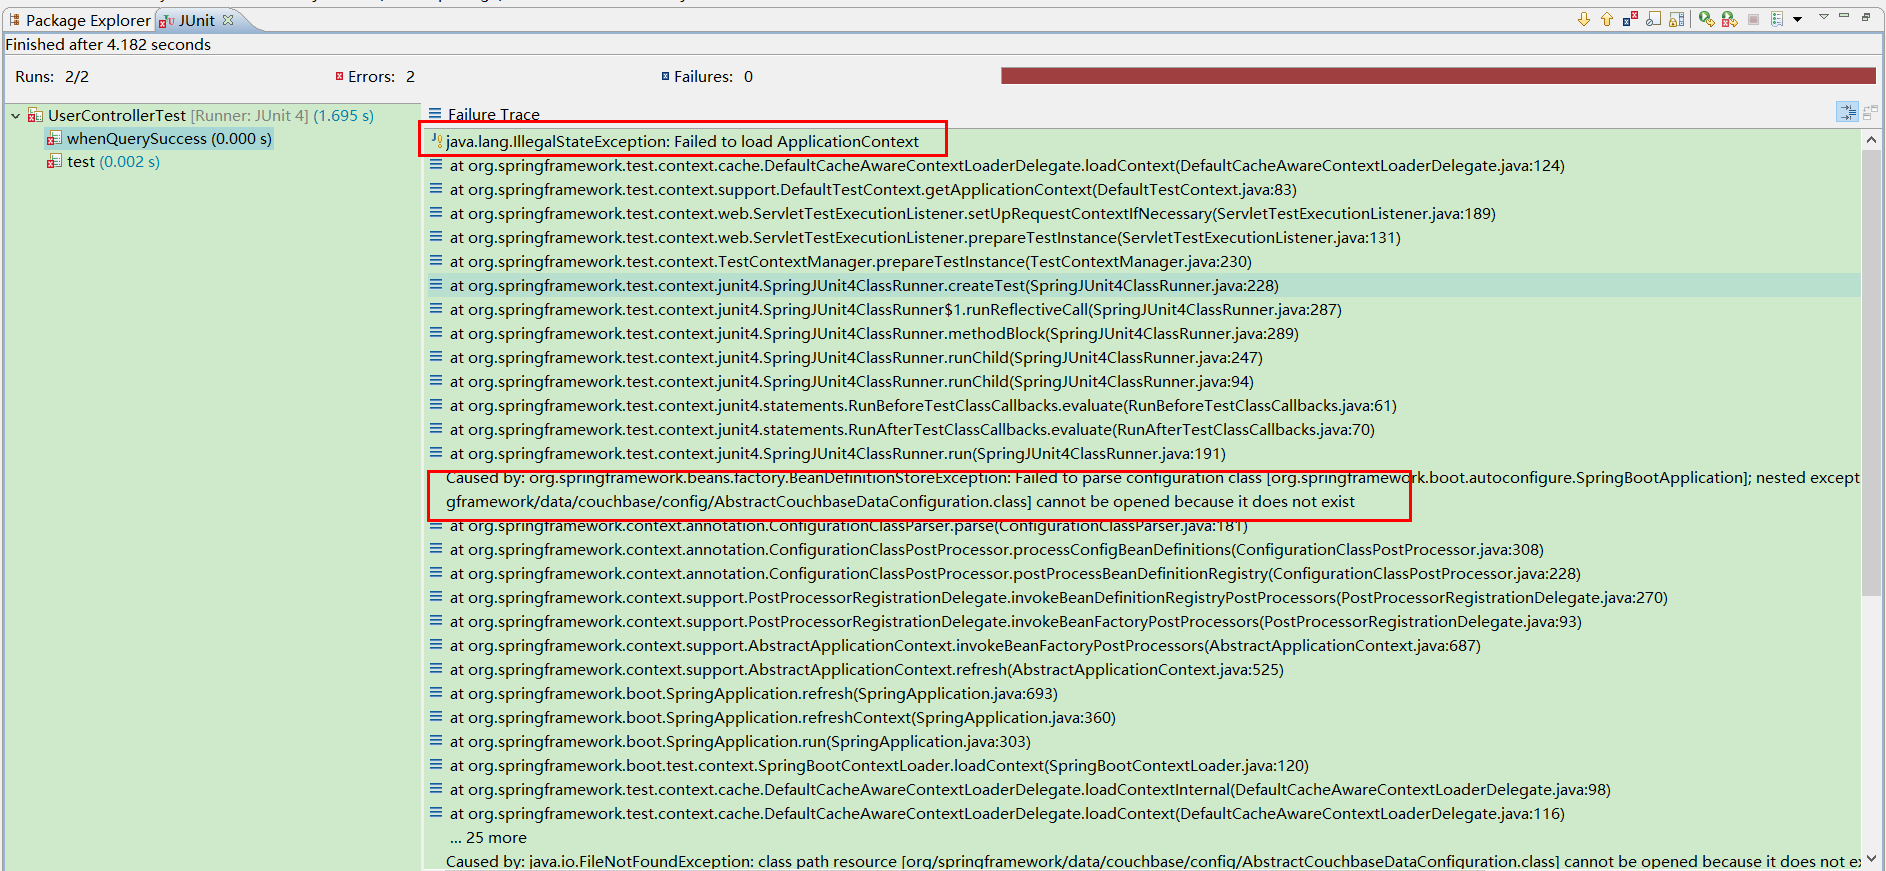 Package Explorer JUnit
Finished after 4.182 seconds
Runs: 2/2 Errors: 2 Failures: 0
UserControllerTest [Runner: JUnit 4] (1.695 s)
whenQuerySuccess (0.000 s)
test (0.002 s)
Failure Trace
java.lang.IllegalStateException: Failed to load ApplicationContext
at org.springframework.test.context.cache.DefaultCacheAwareContextLoaderDelegate.loadContext(DefaultCacheAwareContextLoaderDelegate.java:124)
at org.springframework.test.context.support.DefaultTestContext.getApplicationContext(DefaultTestContext.java:83)
at org.springframework.test.context.web.ServletTestExecutionListener.setUpRequestContextIfNecessary(ServletTestExecutionListener.java:189)
at org.springframework.test.context.web.ServletTestExecutionListener.prepareTestInstance(ServletTestExecutionListener.java:131)
at org.springframework.test.context.TestContextManager.prepareTestInstance(TestContextManager.java:230)
at org.springframework.test.context.junit4.SpringJUnit4ClassRunner.createTest(SpringJUnit4ClassRunner.java:228)
at org.springframework.test.context.junit4.SpringJUnit4ClassRunner$1.runReflectiveCall(SpringJUnit4ClassRunner.java:287)
at org.springframework.test.context.junit4.SpringJUnit4ClassRunner.methodBlock(SpringJUnit4ClassRunner.java:289)
at org.springframework.test.context.junit4.SpringJUnit4ClassRunner.runChild(SpringJUnit4ClassRunner.java:247)
at org.springframework.test.context.junit4.SpringJUnit4ClassRunner.runChild(SpringJUnit4ClassRunner.java:94)
at org.springframework.test.context.junit4.statements.RunBeforeTestClassCallbacks.evaluate(RunBeforeTestClassCallbacks.java:61)
at org.springframework.test.context.junit4.statements.RunAfterTestClassCallbacks.evaluate(RunAfterTestClassCallbacks.java:70)
at org.springframework.test.context.junit4.SpringJUnit4ClassRunner.run(SpringJUnit4ClassRunner.java:191)
Caused by: org.springframework.beans.factory.BeanDefinitionStoreException: Failed to parse configuration class [org.springframework.boot.autoconfigure.SpringBootApplication]; nested except
gframework/data/couchbase/config/AbstractCouchbaseDataConfiguration.class] cannot be opened because it does not exist
at org.springframework.context.annotation.ConfigurationClassParser.parse(ConfigurationClassParser.java:181)
at org.springframework.context.annotation.ConfigurationClassPostProcessor.processConfigBeanDefinitions(ConfigurationClassPostProcessor.java:308)
at org.springframework.context.annotation.ConfigurationClassPostProcessor.postProcessBeanDefinitionRegistry(ConfigurationClassPostProcessor.java:228)
at org.springframework.context.support.PostProcessorRegistrationDelegate.invokeBeanDefinitionRegistryPostProcessors(PostProcessorRegistrationDelegate.java:270)
at org.springframework.context.support.PostProcessorRegistrationDelegate.invokeBeanFactoryPostProcessors(PostProcessorRegistrationDelegate.java:93)
at org.springframework.context.support.AbstractApplicationContext.invokeBeanFactoryPostProcessors(AbstractApplicationContext.java:687)
at org.springframework.context.support.AbstractApplicationContext.refresh(AbstractApplicationContext.java:525)
at org.springframework.boot.SpringApplication.refresh(SpringApplication.java:693)
at org.springframework.boot.SpringApplication.refreshContext(SpringApplication.java:360)
at org.springframework.boot.SpringApplication.run(SpringApplication.java:303)
at org.springframework.boot.test.context.SpringBootContextLoader.loadContext(SpringBootContextLoader.java:120)
at org.springframework.test.context.cache.DefaultCacheAwareContextLoaderDelegate.loadContextInternal(DefaultCacheAwareContextLoaderDelegate.java:98)
at org.springframework.test.context.cache.DefaultCacheAwareContextLoaderDelegate.loadContext(DefaultCacheAwareContextLoaderDelegate.java:116)
... 25 more
Caused by: java.io.FileNotFoundException: class path resource [org/springframework/data/couchbase/config/AbstractCouchbaseDataConfiguration.class] cannot be opened because it does not ex